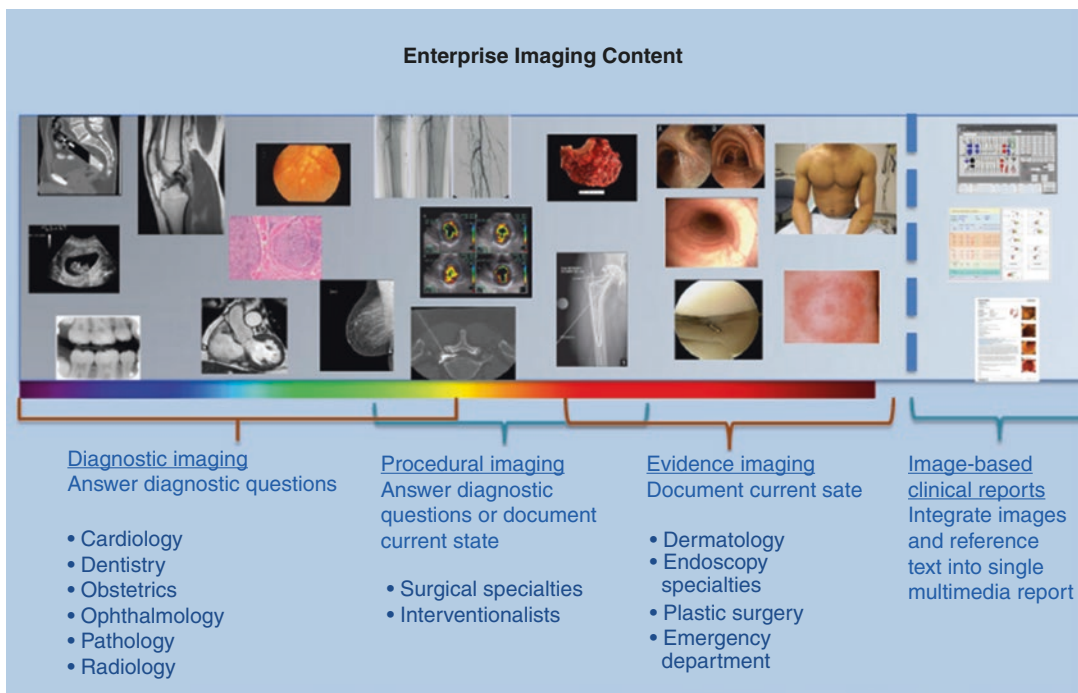 Enterprise Imaging Content
Diagnostic imaging
Answer diagnostic questions
• Cardiology
• Dentistry
• Obstetrics
• Ophthalmology
• Pathology
• Radiology
Procedural imaging
Answer diagnostic
questions or document
current state
• Surgical specialties
• Interventionalists
Evidence imaging
Document current sate
• Dermatology
• Endoscopy
specialties
• Plastic surgery
• Emergency
department
Image-based
clinical reports
Integrate images
and reference
text into single
multimedia report